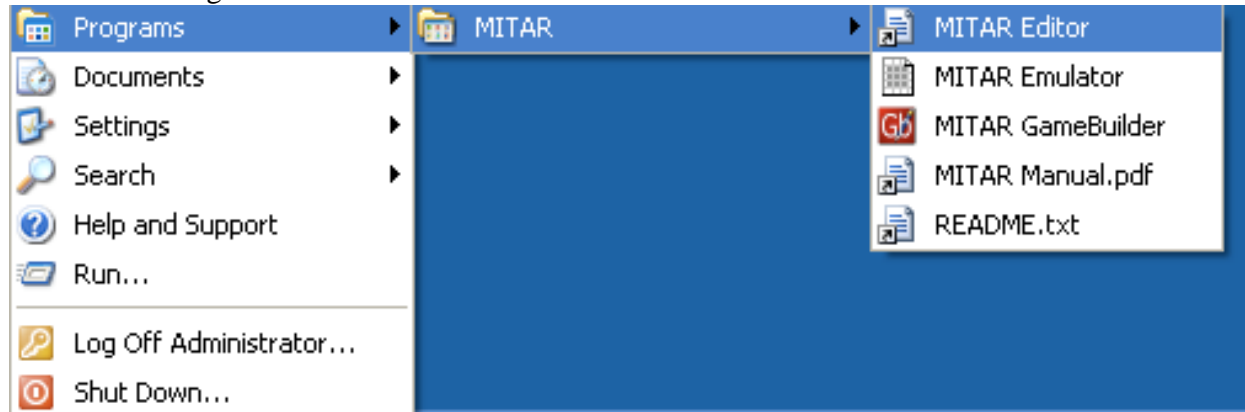 Programs
Documents
Settings
Search
Help and Support
Run...
Log Off Administrator...
Shut Down...
MITAR
MITAR Editor
MITAR Emulator
Gb
MITAR GameBuilder
MITAR Manual.pdf
README.txt